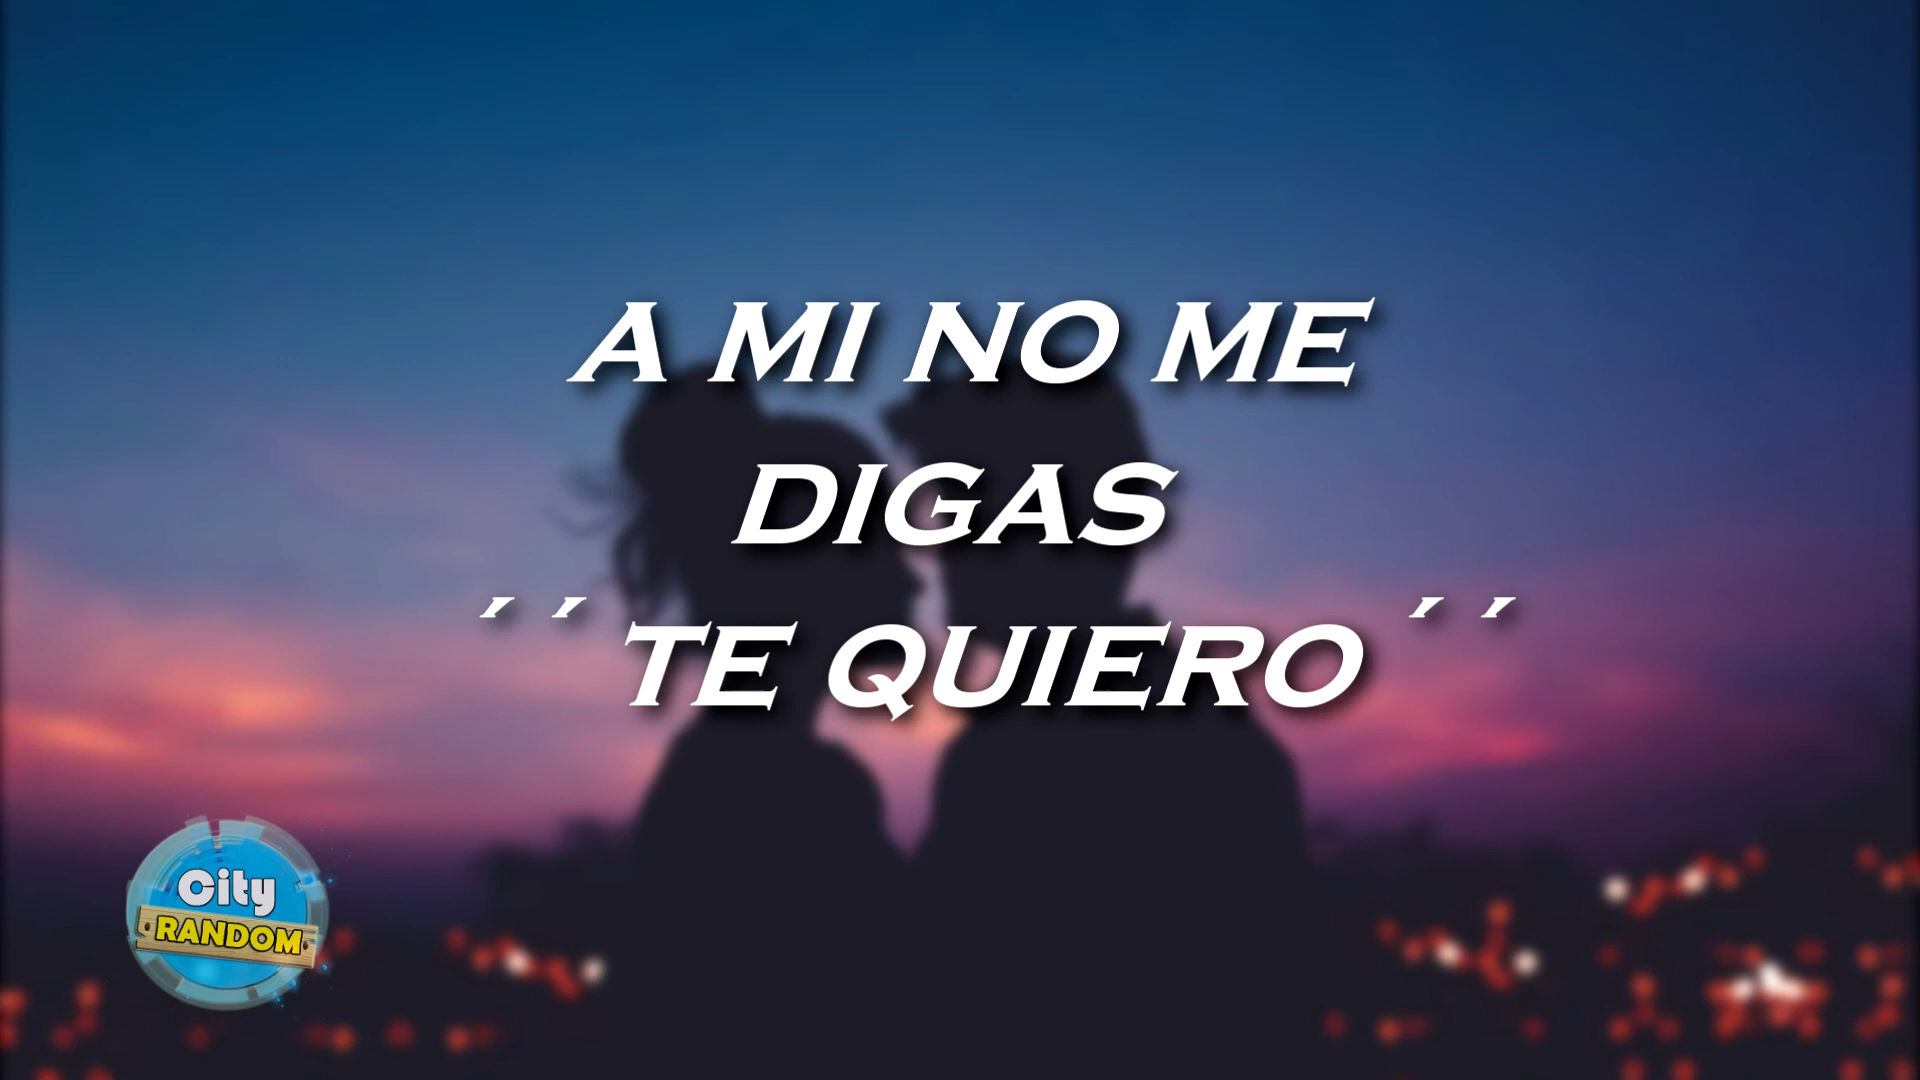 A MI NO ME
DIGAS
´´ TE QUIERO ´´
City
RANDOM